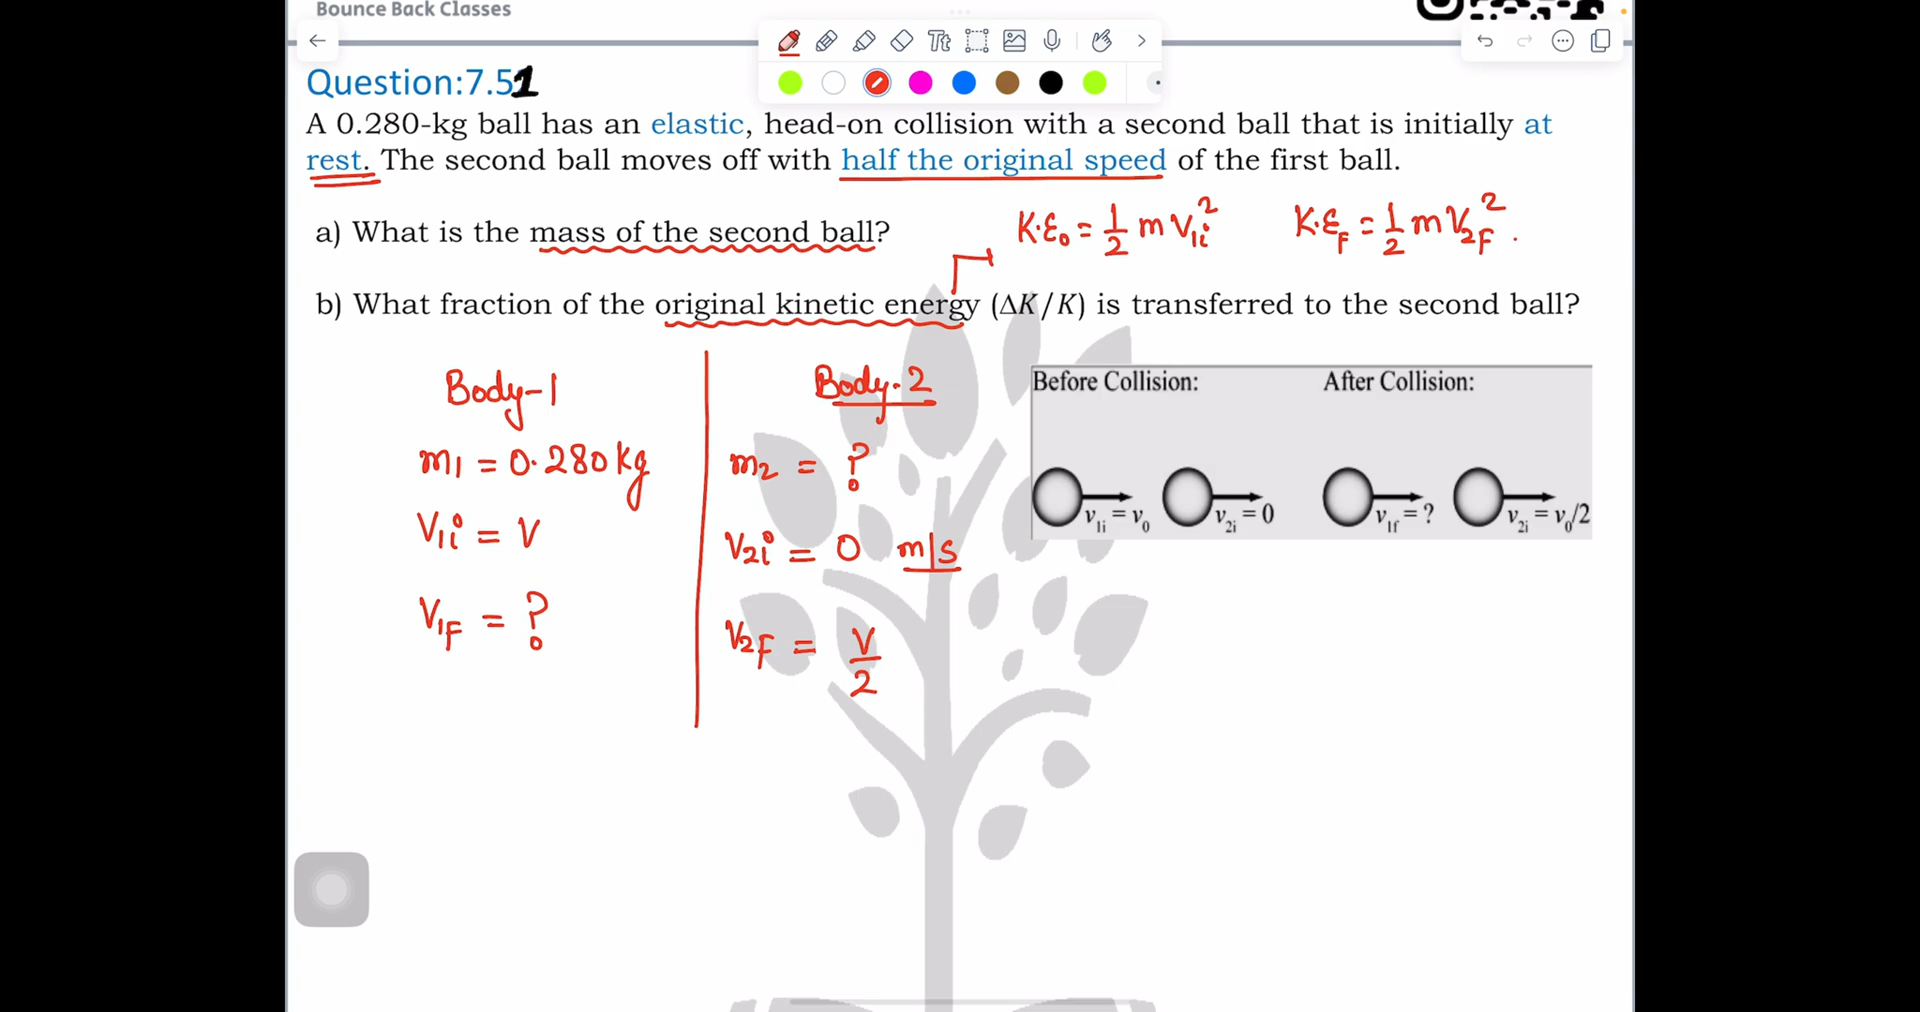 Bounce Back Classes
Tt
Question:7.51
A 0.280-kg ball has an elastic, head-on collision with a second ball that is initially at
rest. The second ball moves off with half the original speed of the first ball.
a) What is the mass of the second ball?
K.E₀ = 1/2 m V₁i² K.E_F = 1/2 m V₂F².
b) What fraction of the original kinetic energy (ΔK/K) is transferred to the second ball?
Body-1
m₁ = 0.280 kg
V₁i = V
V₁F = ?
Body-2
m₂ = ?
V₂i = 0 m/s
V₂F = V/2
Before Collision: After Collision:
v₁i = v₀ v₂i = 0 v₁f = ? v₂i = v₀/2